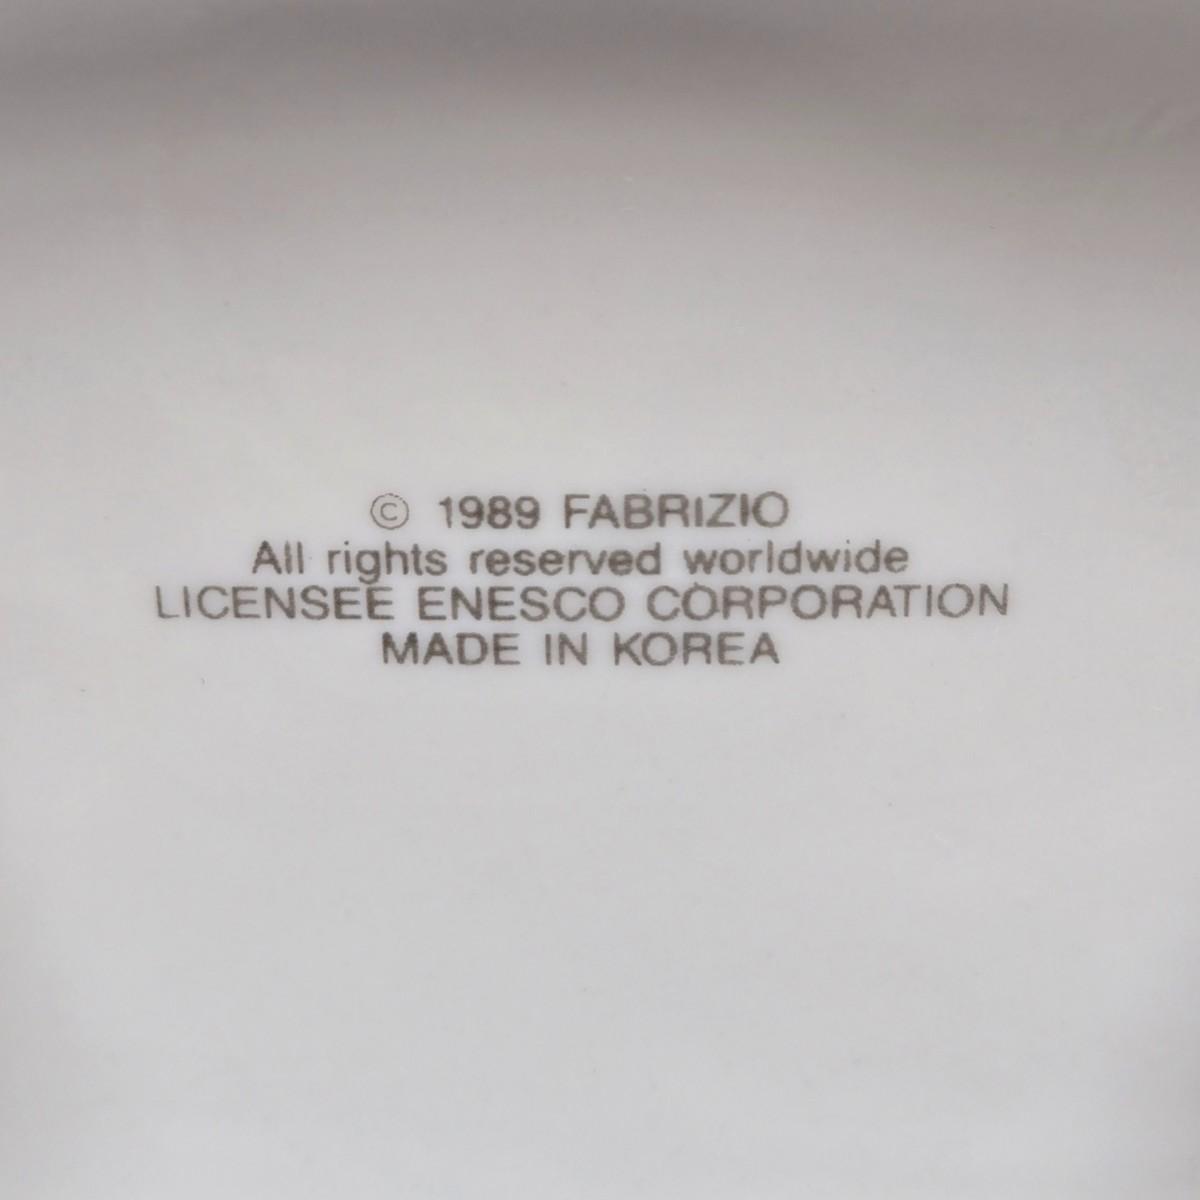 © 1989 FABRIZIO
All rights reserved worldwide
LICENSEE ENESCO CORPORATION
MADE IN KOREA